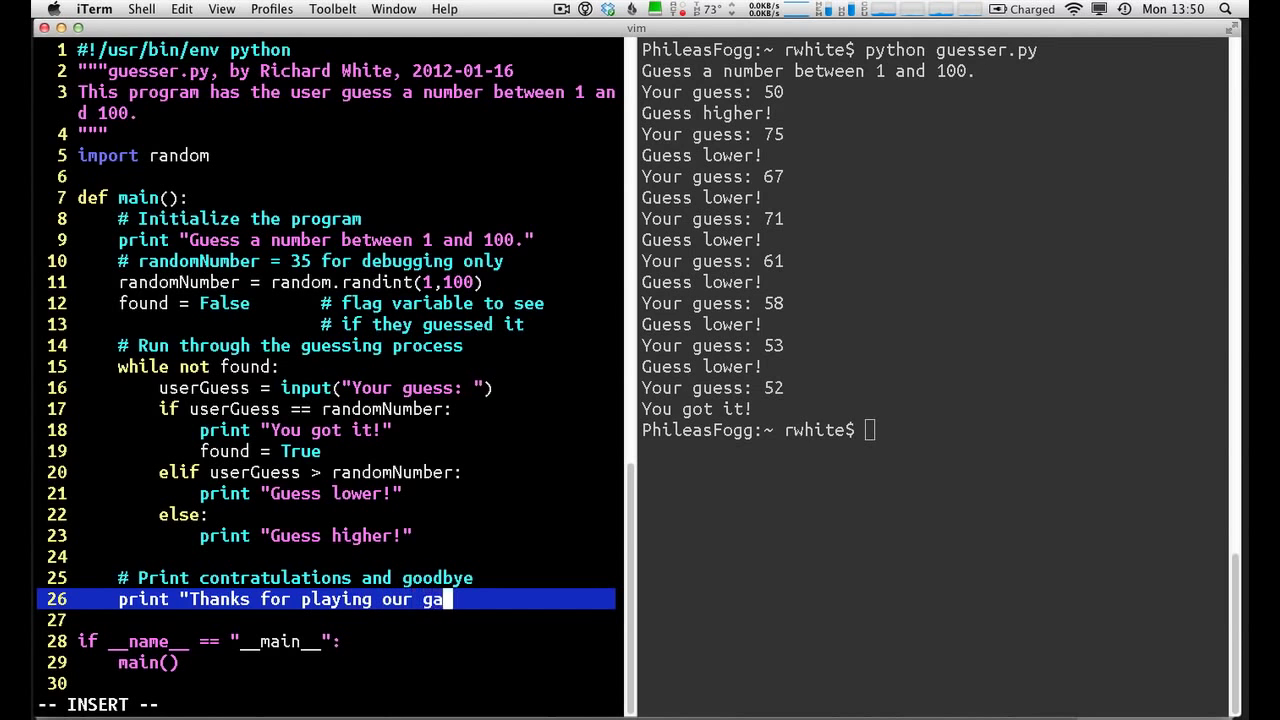 iTerm Shell Edit View Profiles Toolbelt Window Help 73° 0.0KB/s 0.0KB/s Charged Mon 13:50
vim
1 #!/usr/bin/env python
2 """guesser.py, by Richard White, 2012-01-16
3 This program has the user guess a number between 1 an
d 100.
4 """
5 import random
6
7 def main():
8 # Initialize the program
9 print "Guess a number between 1 and 100."
10 # randomNumber = 35 for debugging only
11 randomNumber = random.randint(1,100)
12 found = False # flag variable to see
13 # if they guessed it
14 # Run through the guessing process
15 while not found:
16 userGuess = input("Your guess: ")
17 if userGuess == randomNumber:
18 print "You got it!"
19 found = True
20 elif userGuess > randomNumber:
21 print "Guess lower!"
22 else:
23 print "Guess higher!"
24
25 # Print contratulations and goodbye
26 print "Thanks for playing our ga
27
28 if __name__ == "__main__":
29 main()
30
-- INSERT --
PhileasFogg:~ rwhite$ python guesser.py
Guess a number between 1 and 100.
Your guess: 50
Guess higher!
Your guess: 75
Guess lower!
Your guess: 67
Guess lower!
Your guess: 71
Guess lower!
Your guess: 61
Guess lower!
Your guess: 58
Guess lower!
Your guess: 53
Guess lower!
Your guess: 52
You got it!
PhileasFogg:~ rwhite$